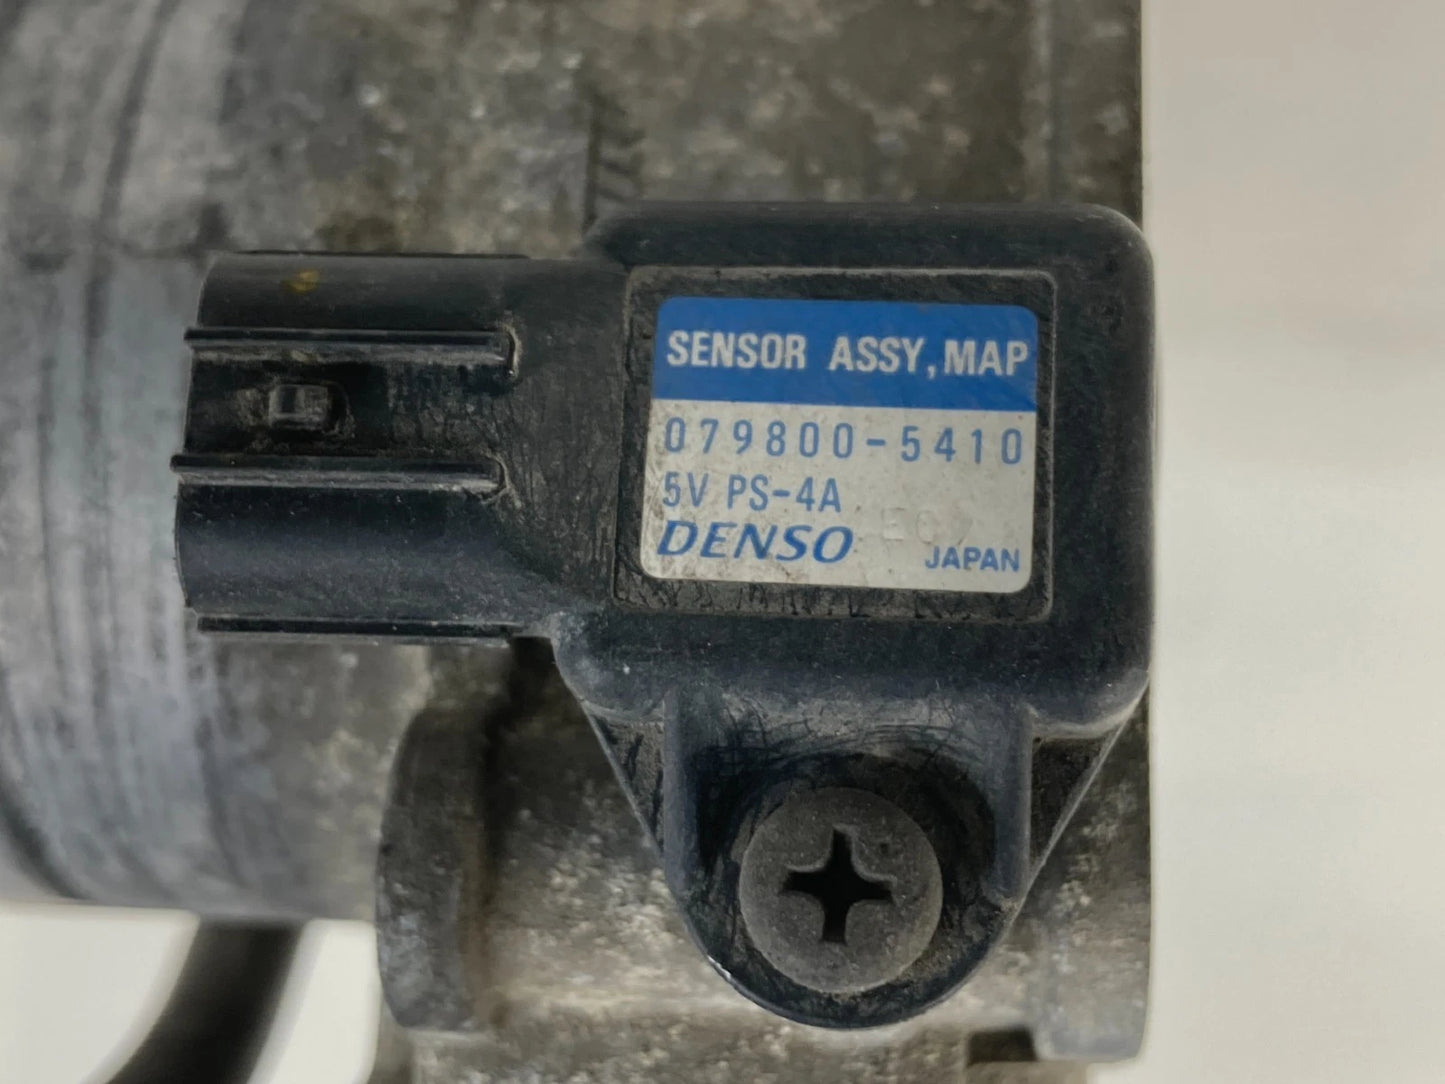 SENSOR ASSY, MAP
079800-5410
5V PS-4A
DENSO
JAPAN